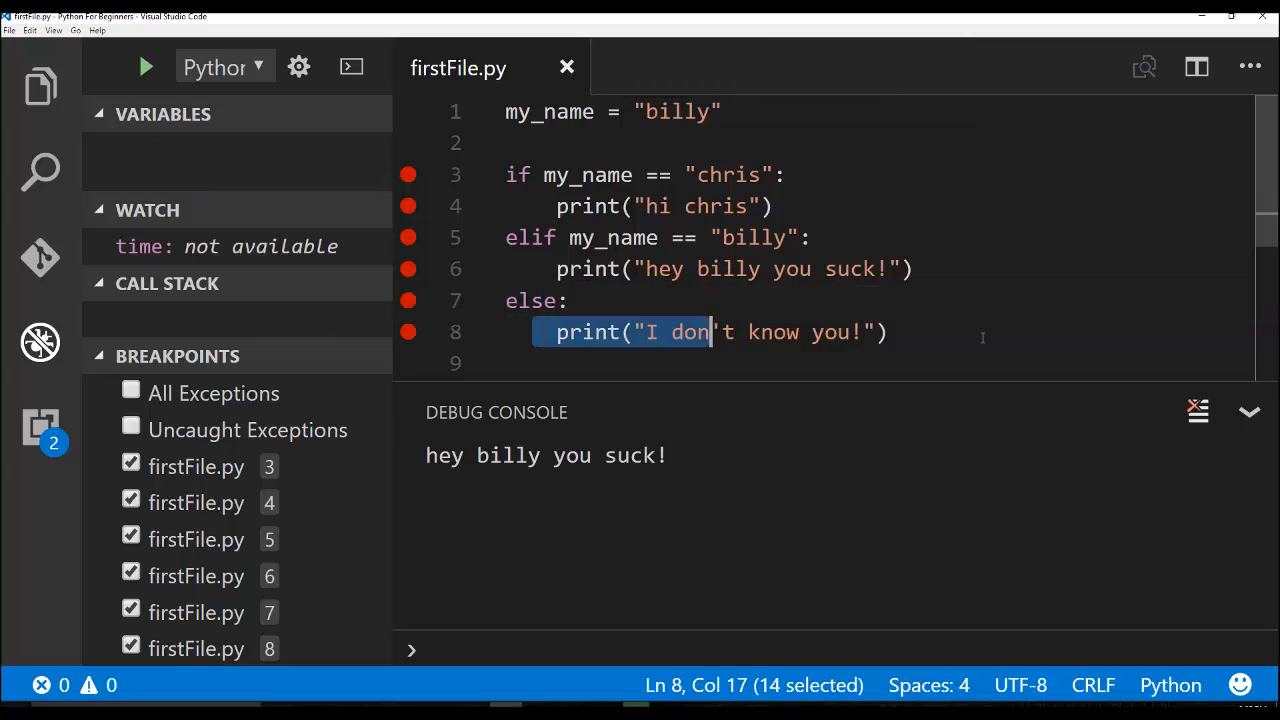 firstFile.py - Python For Beginners - Visual Studio Code
File Edit View Go Help
Python
firstFile.py
VARIABLES
WATCH
time: not available
CALL STACK
BREAKPOINTS
All Exceptions
Uncaught Exceptions
firstFile.py 3
firstFile.py 4
firstFile.py 5
firstFile.py 6
firstFile.py 7
firstFile.py 8
2
1 my_name = "billy"
2
3 if my_name == "chris":
4 print("hi chris")
5 elif my_name == "billy":
6 print("hey billy you suck!")
7 else:
8 print("I don't know you!")
9
DEBUG CONSOLE
hey billy you suck!
0 0 Ln 8, Col 17 (14 selected) Spaces: 4 UTF-8 CRLF Python